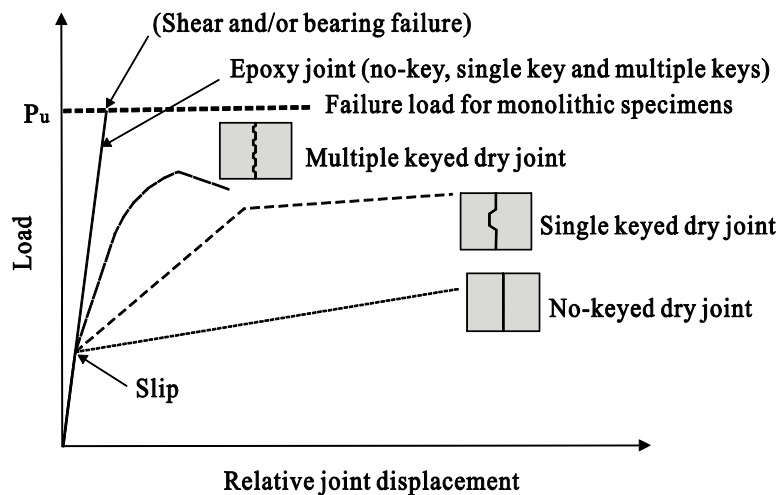 (Shear and/or bearing failure)
Epoxy joint (no-key, single key and multiple keys)
Pu
Failure load for monolithic specimens
Multiple keyed dry joint
Single keyed dry joint
Load
No-keyed dry joint
Slip
Relative joint displacement